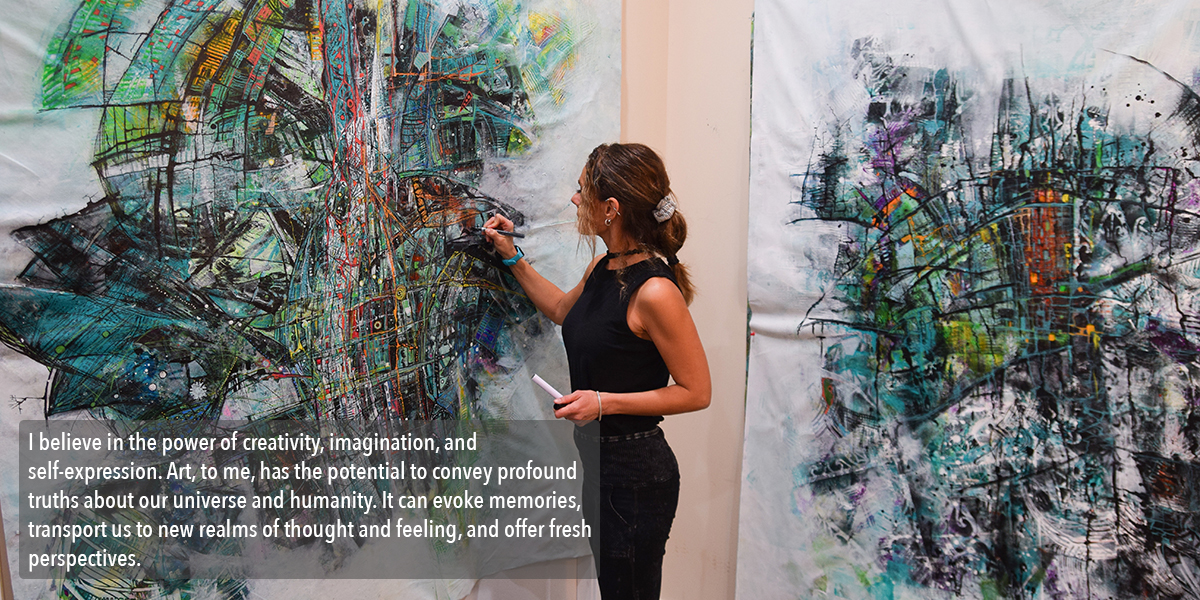 I believe in the power of creativity, imagination, and
self-expression. Art, to me, has the potential to convey profound
truths about our universe and humanity. It can evoke memories,
transport us to new realms of thought and feeling, and offer fresh
perspectives.